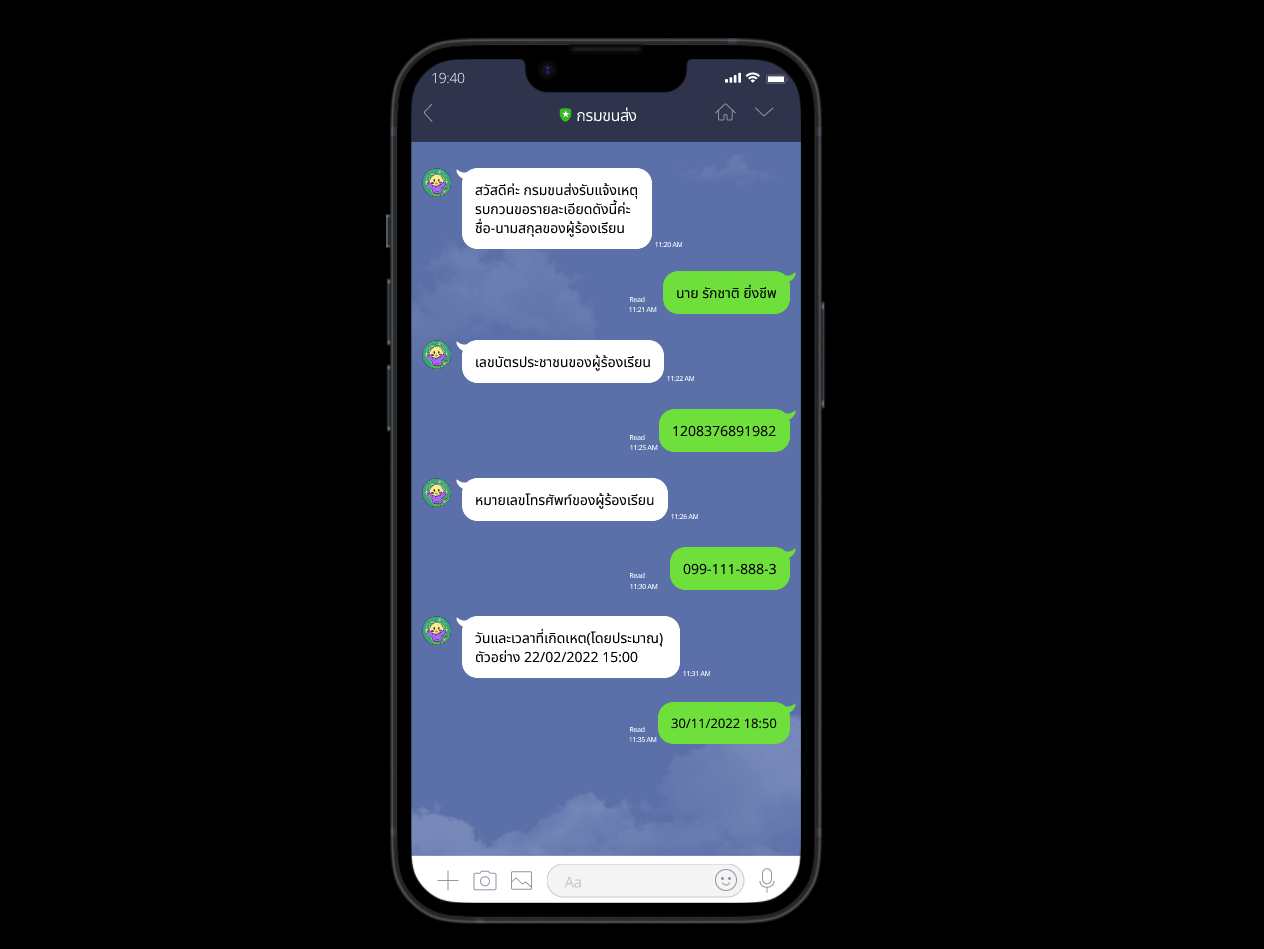 19:40
กรมขนส่ง
สวัสดีค่ะ กรมขนส่งรับแจ้งเหตุ
รบกวนขอรายละเอียดดังนี้ค่ะ
ชื่อ-นามสกุลของผู้ร้องเรียน
11:20 AM
นาย รักชาติ ยิ่งชีพ
Read
11:21 AM
เลขบัตรประชาชนของผู้ร้องเรียน
11:22 AM
1208376891982
Read
11:25 AM
หมายเลขโทรศัพท์ของผู้ร้องเรียน
11:26 AM
099-111-888-3
Read
11:30 AM
วันและเวลาที่เกิดเหต(โดยประมาณ)ุ
ตัวอย่าง 22/02/2022 15:00
11:31 AM
30/11/2022 18:50
Read
11:35 AM
Aa